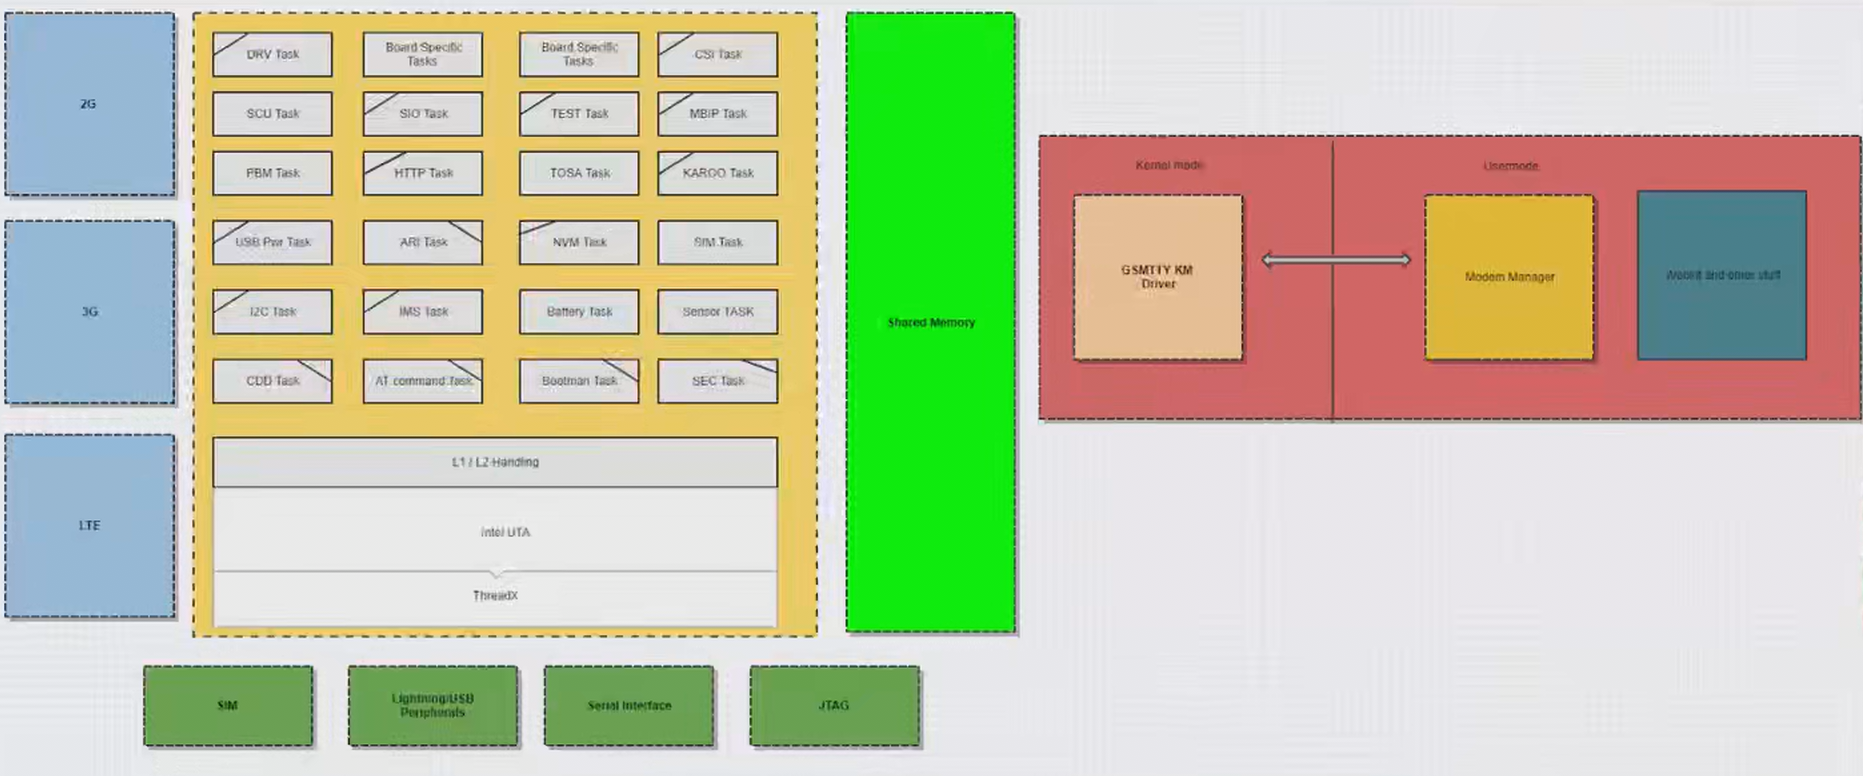 2G
3G
LTE
DRV Task
Board Specific
Tasks
Board Specific
Tasks
CSI Task
SCU Task
SIO Task
TEST Task
MBIP Task
PBM Task
HTTP Task
TOSA Task
KAROO Task
USB Pwr Task
ARI Task
NVM Task
SIM Task
I2C Task
IMS Task
Battery Task
Sensor TASK
CDD Task
AT command Task
Bootman Task
SEC Task
L1 / L2 Handling
Intel UTA
ThreadX
Shared Memory
Kernel mode
Usermode
GSMTTY KM
Driver
Modem Manager
WebKit and other stuff
SIM
Lightning/USB
Peripherals
Serial Interface
JTAG